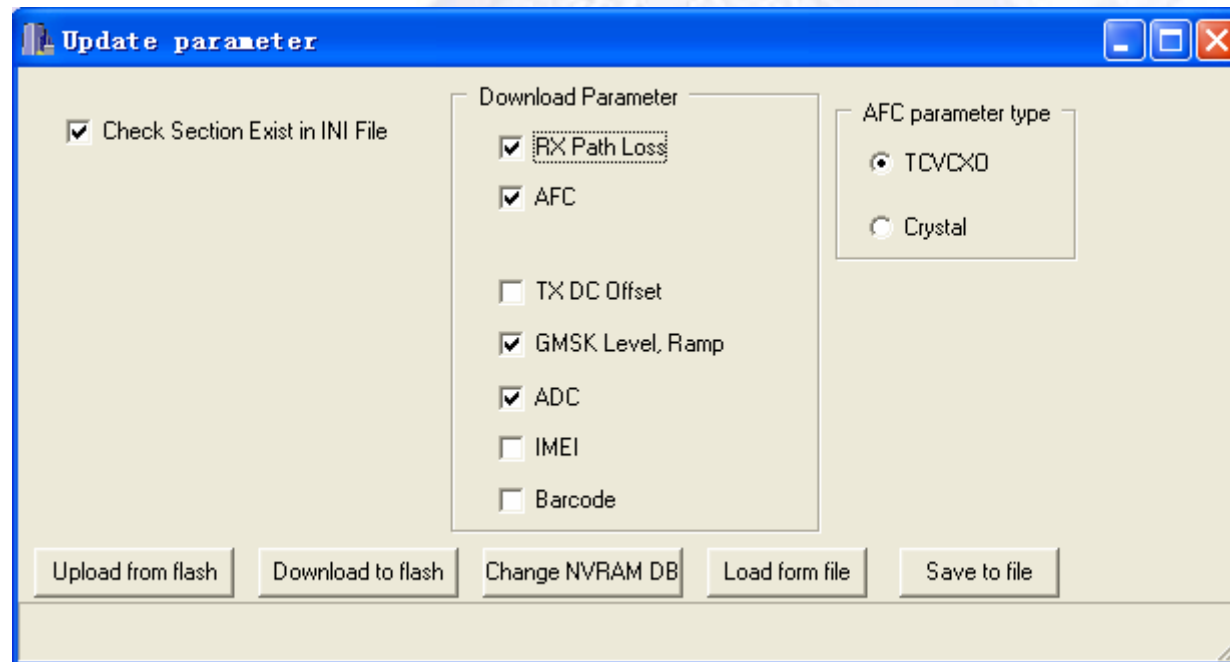 Update parameter
Check Section Exist in INI File
Download Parameter
RX Path Loss
AFC
TX DC Offset
GMSK Level, Ramp
ADC
IMEI
Barcode
AFC parameter type
TCVCXO
Crystal
Upload from flash
Download to flash
Change NVRAM DB
Load form file
Save to file